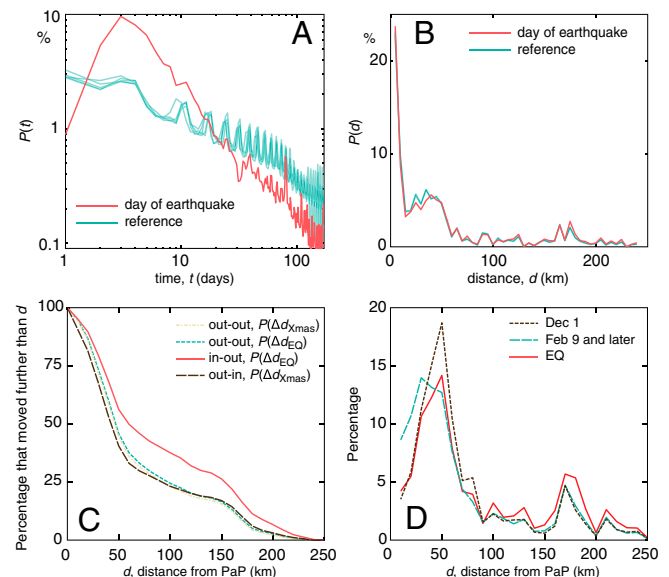 10
%
A
P(t)
1
day of earthquake
reference
0.1
1 10 100
time, t (days)
%
B
day of earthquake
reference
20
P(d)
10
0
0 100 200
distance, d (km)
100
out-out, P(ΔdXmas)
out-out, P(ΔdEQ)
in-out, P(ΔdEQ)
out-in, P(ΔdXmas)
75
50
25
0
Percentage that moved further than d
C
0 50 100 150 200 250
d, distance from PaP (km)
20
Dec 1
Feb 9 and later
EQ
15
10
5
0
Percentage
D
0 50 100 150 200 250
d, distance from PaP (km)